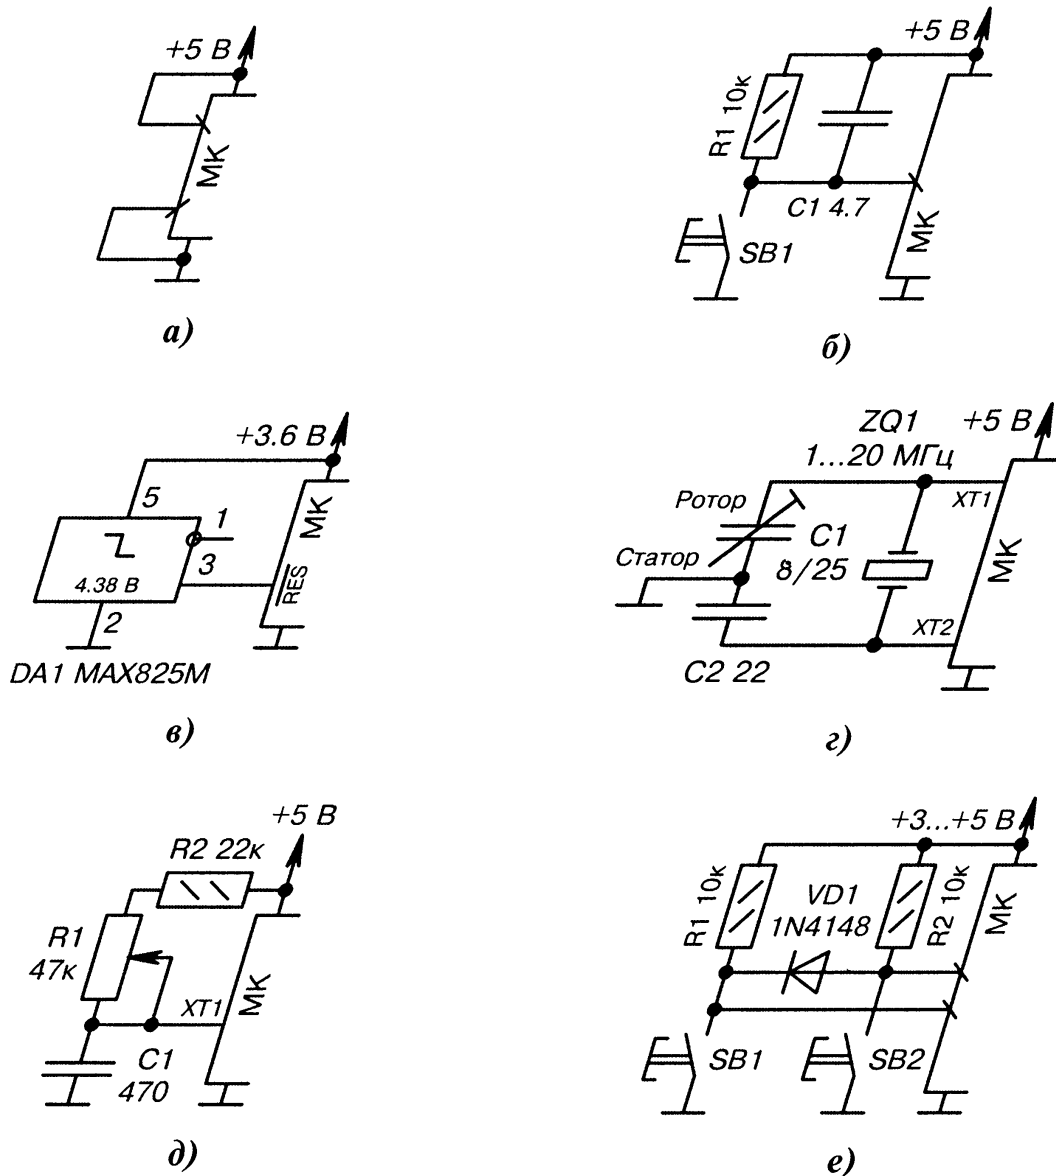 +5 В
МК
а)
+5 В
R1 10к
C1 4.7
МК
SB1
б)
+3.6 В
5
1
3
МК
4.38 В
RES
2
DA1 MAX825M
в)
ZQ1
+5 В
1...20 МГц
XT1
Ротор
C1
8/25
Статор
МК
XT2
C2 22
г)
+5 В
R2 22к
R1
47к
МК
XT1
C1
470
д)
+3...+5 В
R1 10к
VD1
1N4148
R2 10к
МК
SB1
SB2
е)